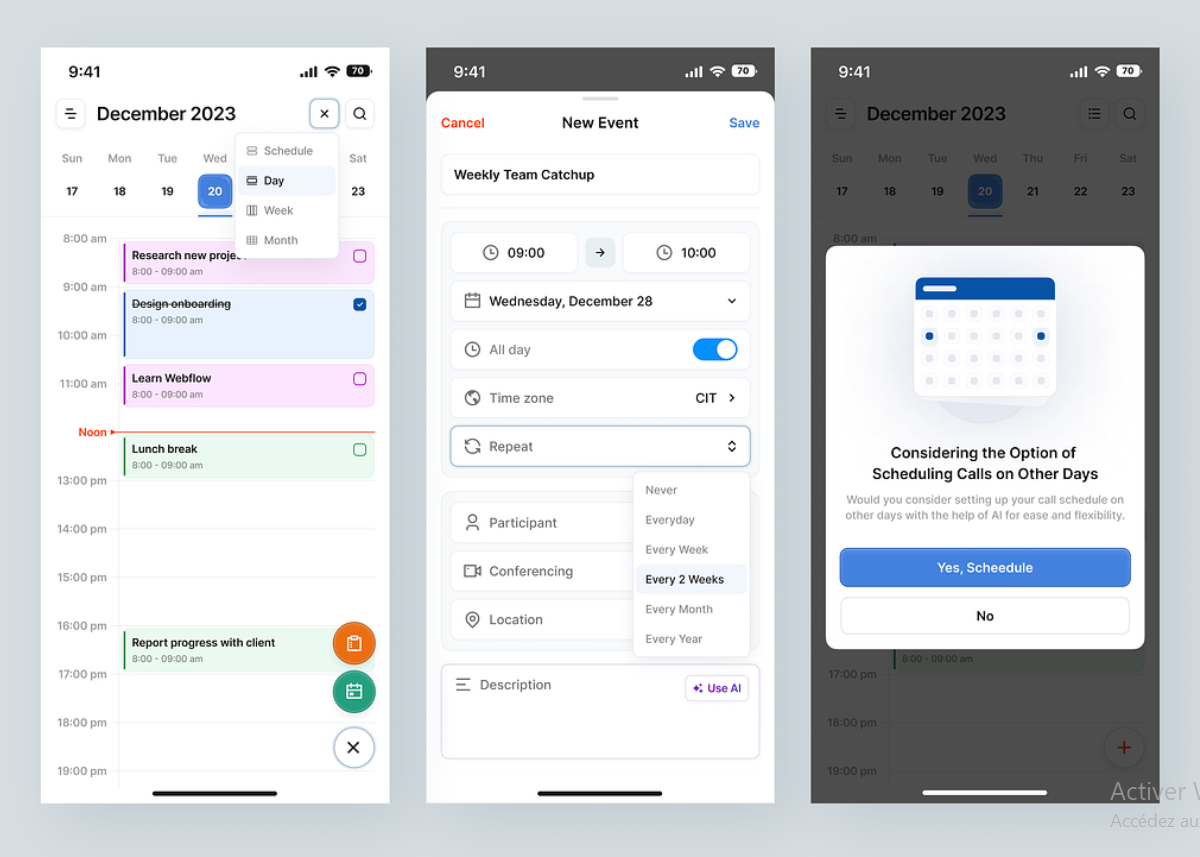 9:41
70
December 2023
Sun Mon Tue Wed Sat
17 18 19 20 23
Schedule
Day
Week
Month
8:00 am
Research new projec
8:00 - 09:00 am
9:00 am
Design onboarding
8:00 - 09:00 am
10:00 am
11:00 am
Learn Webflow
8:00 - 09:00 am
Noon
Lunch break
8:00 - 09:00 am
13:00 pm
14:00 pm
15:00 pm
16:00 pm
Report progress with client
8:00 - 09:00 am
17:00 pm
18:00 pm
19:00 pm
9:41
70
Cancel New Event Save
Weekly Team Catchup
09:00 10:00
Wednesday, December 28
All day
Time zone CIT
Repeat
Never
Everyday
Every Week
Every 2 Weeks
Every Month
Every Year
Participant
Conferencing
Location
Description Use AI
9:41
70
December 2023
Sun Mon Tue Wed Thu Fri Sat
17 18 19 20 21 22 23
8:00 am
Considering the Option of
Scheduling Calls on Other Days
Would you consider setting up your call schedule on
other days with the help of AI for ease and flexibility.
Yes, Scheedule
No
8:00 - 09:00 am
17:00 pm
18:00 pm
19:00 pm
Activer
Accédez au